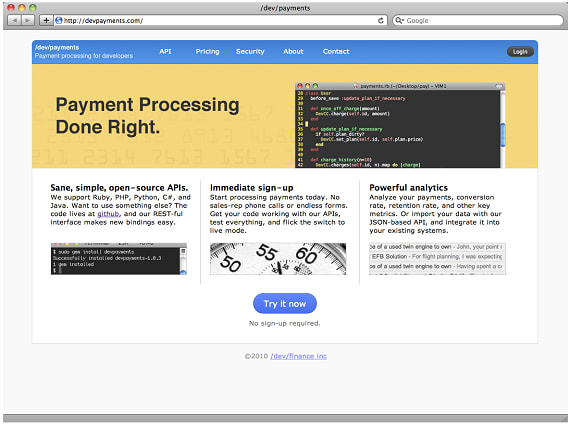 /dev/payments
http://devpayments.com/
Google
/dev/payments
Payment processing for developers
API Pricing Security About Contact
Login
Payment Processing
Done Right.
payments.rb (~/Desktop/pay) – VIM1
28 class User
29 before_save :update_plan_if_necessary
30
31 def once_off_charge(amount)
32 DevCC.charge(self.id, amount)
33 end
34
35 def update_plan_if_necessary
36 if self.plan_dirty?
37 DevCC.set_plan(self.id, self.plan.price)
38 end
39 end
40
41 def charge_history(n=10)
42 DevCC.charges(self.id, n).map do |charge|
Sane, simple, open-source APIs.
We support Ruby, PHP, Python, C#, and
Java. Want to use something else? The
code lives at github, and our REST-ful
interface makes new bindings easy.
$ sudo gem install devpayments
Successfully installed devpayments-1.0.3
1 gem installed
$
Immediate sign-up
Start processing payments today. No
sales-rep phone calls or endless forms.
Get your code working with our APIs,
test everything, and flick the switch to
live mode.
50 55 60 5 10
Powerful analytics
Analyze your payments, conversion
rate, retention rate, and other key
metrics. Or import your data with our
JSON-based API, and integrate it into
your existing systems.
ce of a used twin engine to own - John, your point
EFB Solution - For flight planning, I was expecting
ce of a used twin engine to own - Having spent a c
Try it now
No sign-up required.
©2010 /dev/finance inc